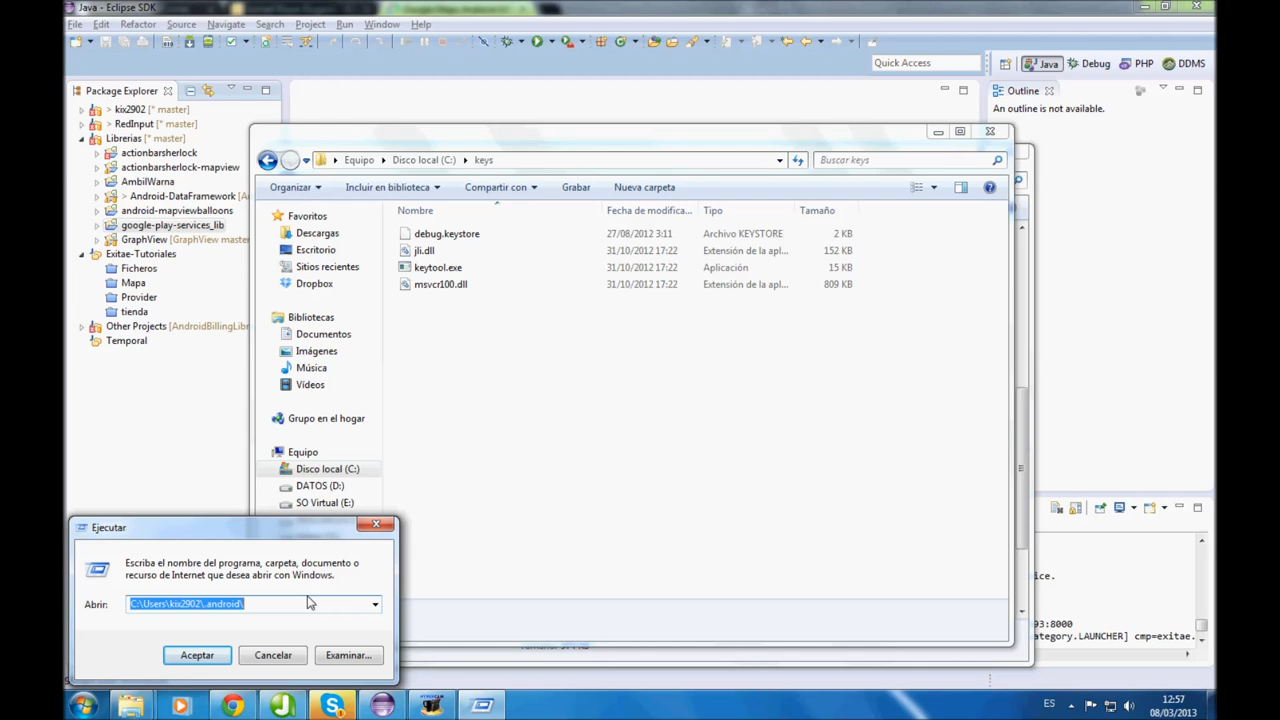 Java - Eclipse SDK
File Edit Refactor Source Navigate Search Project Run Window Help
Quick Access
Java Debug PHP DDMS
Package Explorer
Outline
An outline is not available.
> kix2902 [* master]
> RedInput [* master]
Librerias [* master]
actionbarsherlock
actionbarsherlock-mapview
AmbilWarna
> Android-DataFramework [
android-mapviewballoons
google-play-services_lib
GraphView [GraphView master
Exitae-Tutoriales
Ficheros
Mapa
Provider
tienda
Other Projects [AndroidBillingLibr
Temporal
Equipo Disco local (C:) keys
Buscar keys
Organizar Incluir en biblioteca Compartir con Grabar Nueva carpeta
Favoritos
Descargas
Escritorio
Sitios recientes
Dropbox
Bibliotecas
Documentos
Imágenes
Música
Vídeos
Grupo en el hogar
Equipo
Disco local (C:)
DATOS (D:)
SO Virtual (E:)
Nombre Fecha de modifica... Tipo Tamaño
debug.keystore 27/08/2012 3:11 Archivo KEYSTORE 2 KB
jli.dll 31/10/2012 17:22 Extensión de la apl... 152 KB
keytool.exe 31/10/2012 17:22 Aplicación 15 KB
msvcr100.dll 31/10/2012 17:22 Extensión de la apl... 809 KB
Ejecutar
Escriba el nombre del programa, carpeta, documento o
recurso de Internet que desea abrir con Windows.
Abrir: C:\Users\kix2902\.android\
Aceptar Cancelar Examinar...
ice.
93:8000
ategory.LAUNCHER] cmp=exitae.
ES
12:57
08/03/2013